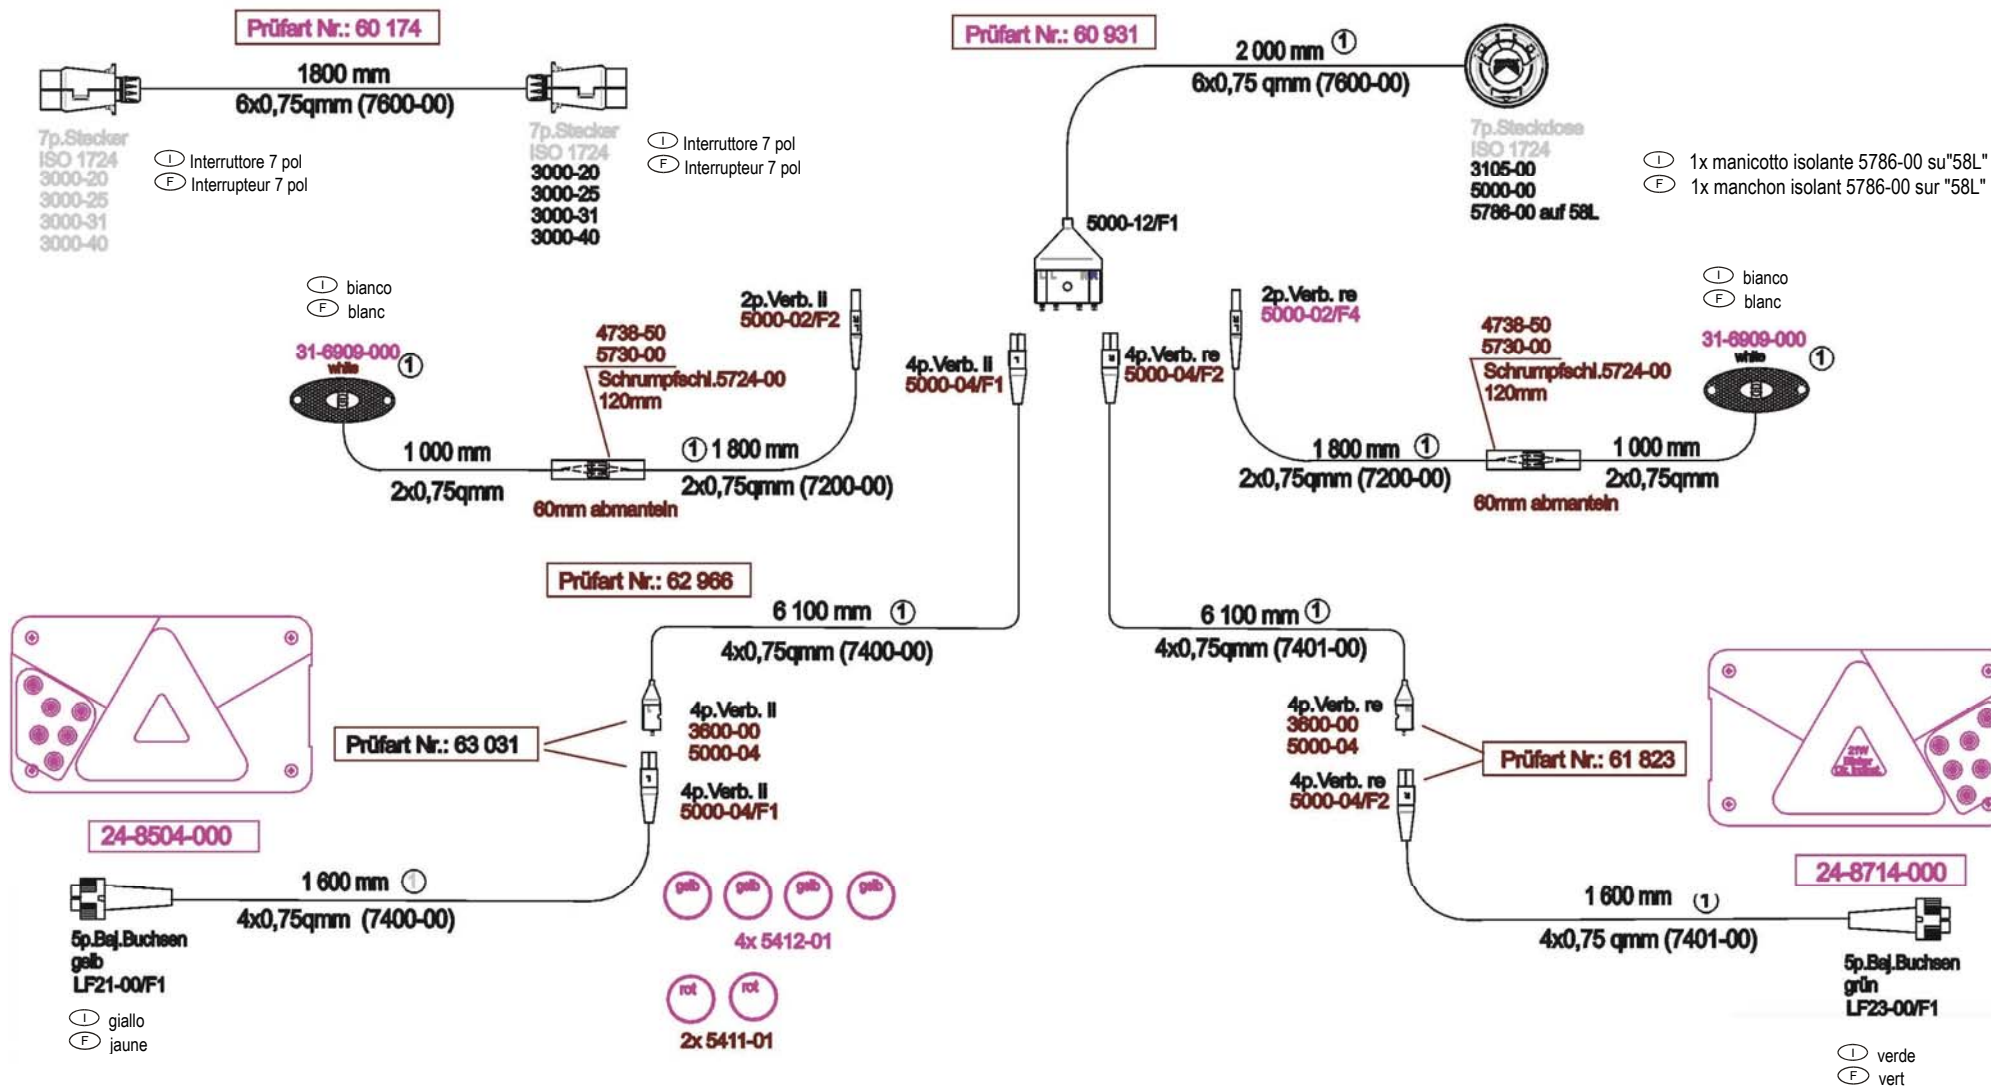 Prüfart Nr.: 60 174
1800 mm
6x0,75qmm (7600-00)
7p.Stecker
ISO 1724
3000-20
3000-25
3000-31
3000-40
I Interruttore 7 pol
F Interrupteur 7 pol
7p.Stecker
ISO 1724
3000-20
3000-25
3000-31
3000-40
I Interruttore 7 pol
F Interrupteur 7 pol
Prüfart Nr.: 60 931
2 000 mm 1
6x0,75 qmm (7600-00)
7p.Steckdose
ISO 1724
3105-00
5000-00
5786-00 auf 58L
I 1x manicotto isolante 5786-00 su"58L"
F 1x manchon isolant 5786-00 sur "58L"
5000-12/F1
I bianco
F blanc
31-6909-000
white
1
4738-50
5730-00
Schrumpfschl.5724-00
120mm
2p.Verb. li
5000-02/F2
1 000 mm
2x0,75qmm
1 1 800 mm
2x0,75qmm (7200-00)
60mm abmanteln
4p.Verb. li
5000-04/F1
4p.Verb. re
5000-04/F2
2p.Verb. re
5000-02/F4
4738-50
5730-00
Schrumpfschl.5724-00
120mm
I bianco
F blanc
31-6909-000
white
1
1 800 mm 1
2x0,75qmm (7200-00)
1 000 mm
2x0,75qmm
60mm abmanteln
Prüfart Nr.: 62 966
6 100 mm 1
4x0,75qmm (7400-00)
6 100 mm 1
4x0,75qmm (7401-00)
Prüfart Nr.: 63 031
4p.Verb. li
3600-00
5000-04
4p.Verb. li
5000-04/F1
4p.Verb. re
3600-00
5000-04
4p.Verb. re
5000-04/F2
Prüfart Nr.: 61 823
21W
24-8504-000
1 600 mm 1
4x0,75qmm (7400-00)
5p.Baj.Buchsen
gelb
LF21-00/F1
I giallo
F jaune
gelb gelb gelb gelb
4x 5412-01
rot rot
2x 5411-01
24-8714-000
1 600 mm 1
4x0,75 qmm (7401-00)
5p.Baj.Buchsen
grün
LF23-00/F1
I verde
F vert